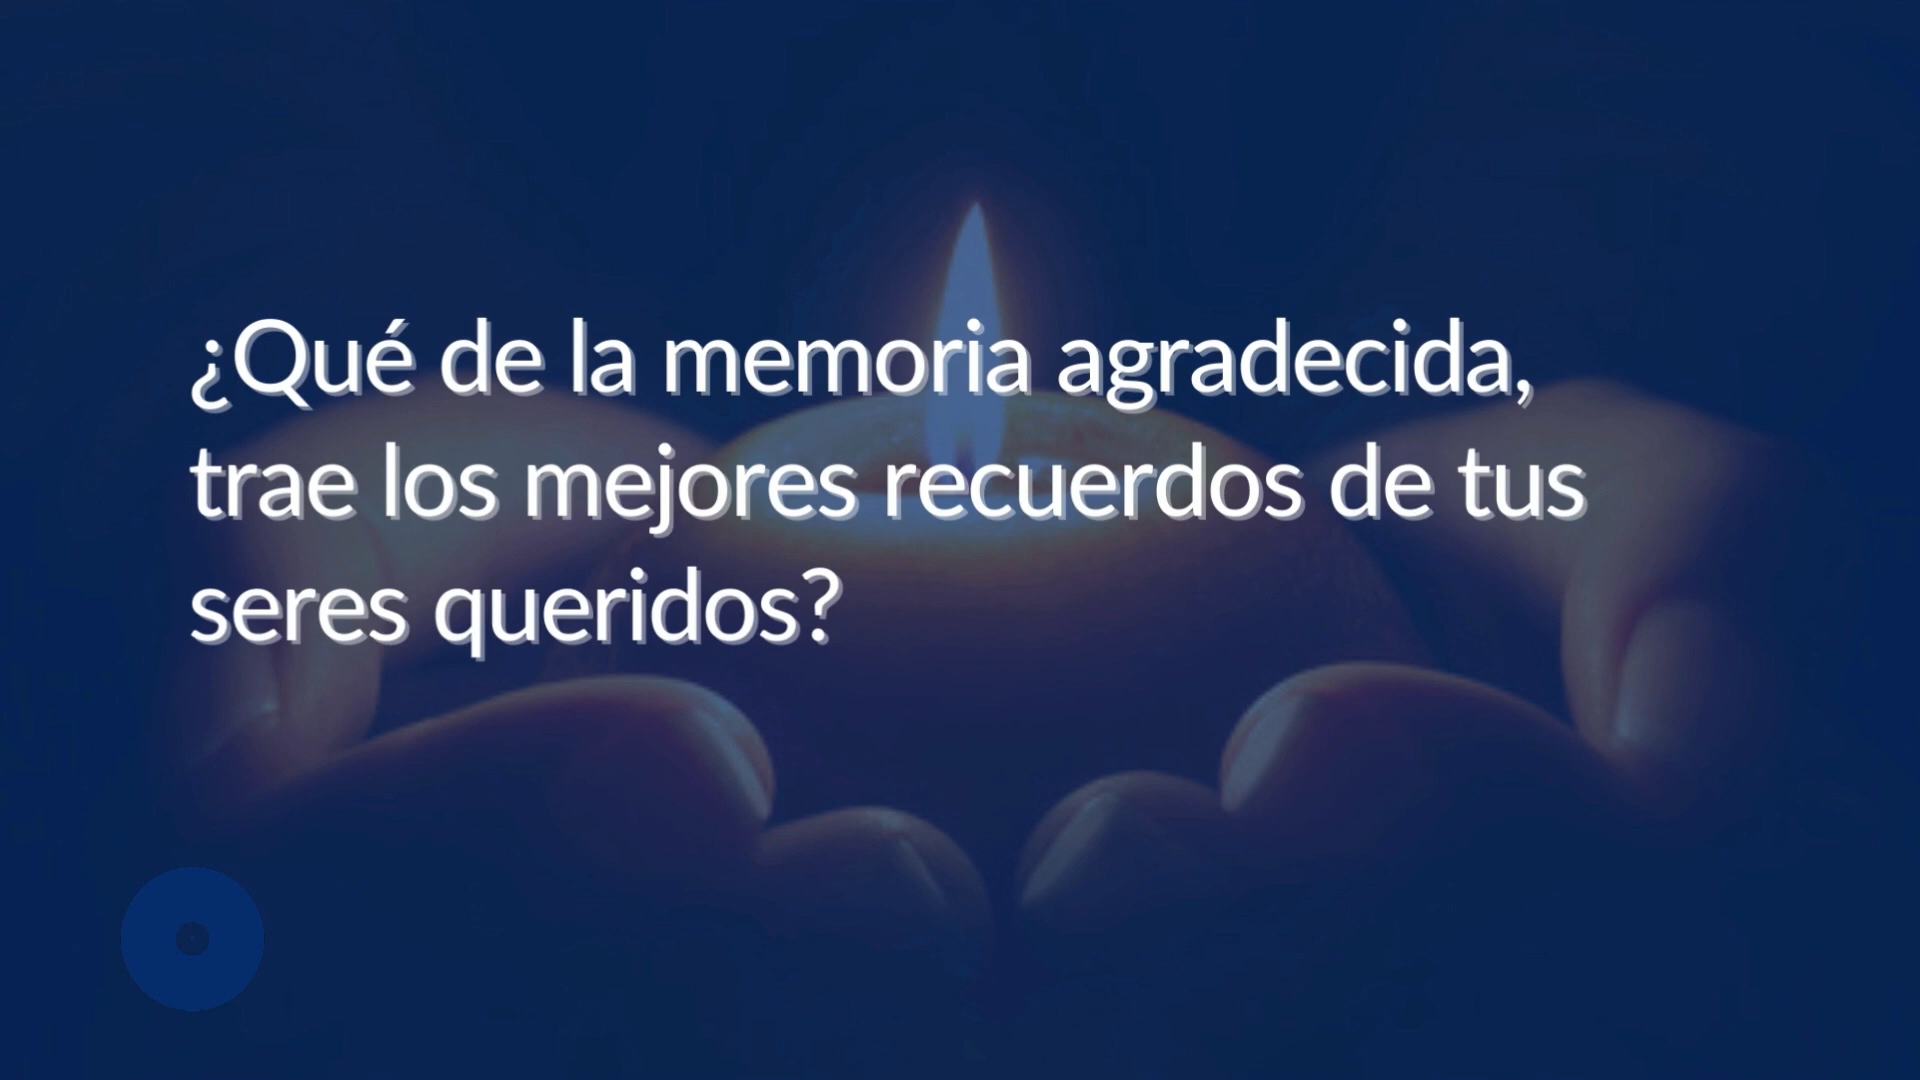 ¿Qué de la memoria agradecida,
trae los mejores recuerdos de tus
seres queridos?